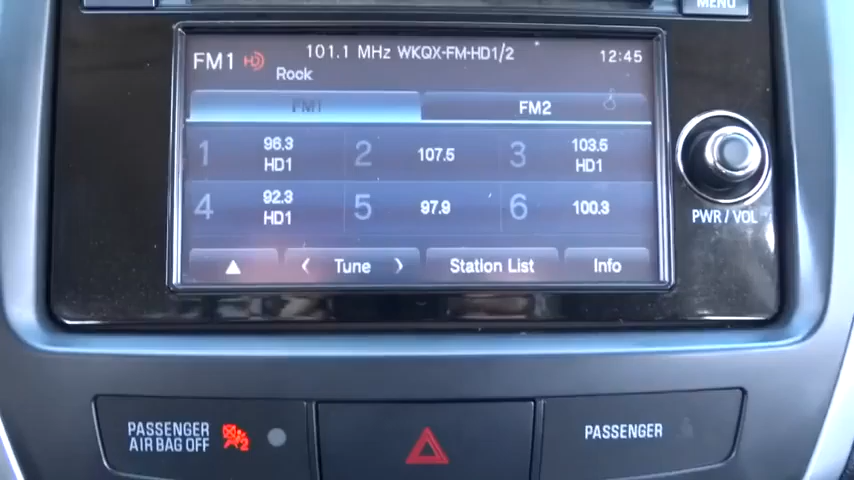 MENU
101.1 MHz WKQX-FM-HD1/2
12:45
FM1 HD
Rock
FM1
FM2
1 96.3 HD1
2 107.5
3 103.5 HD1
4 92.3 HD1
5 97.9
6 100.3
PWR / VOL
▲
< Tune >
Station List
Info
PASSENGER
AIR BAG OFF
2
PASSENGER